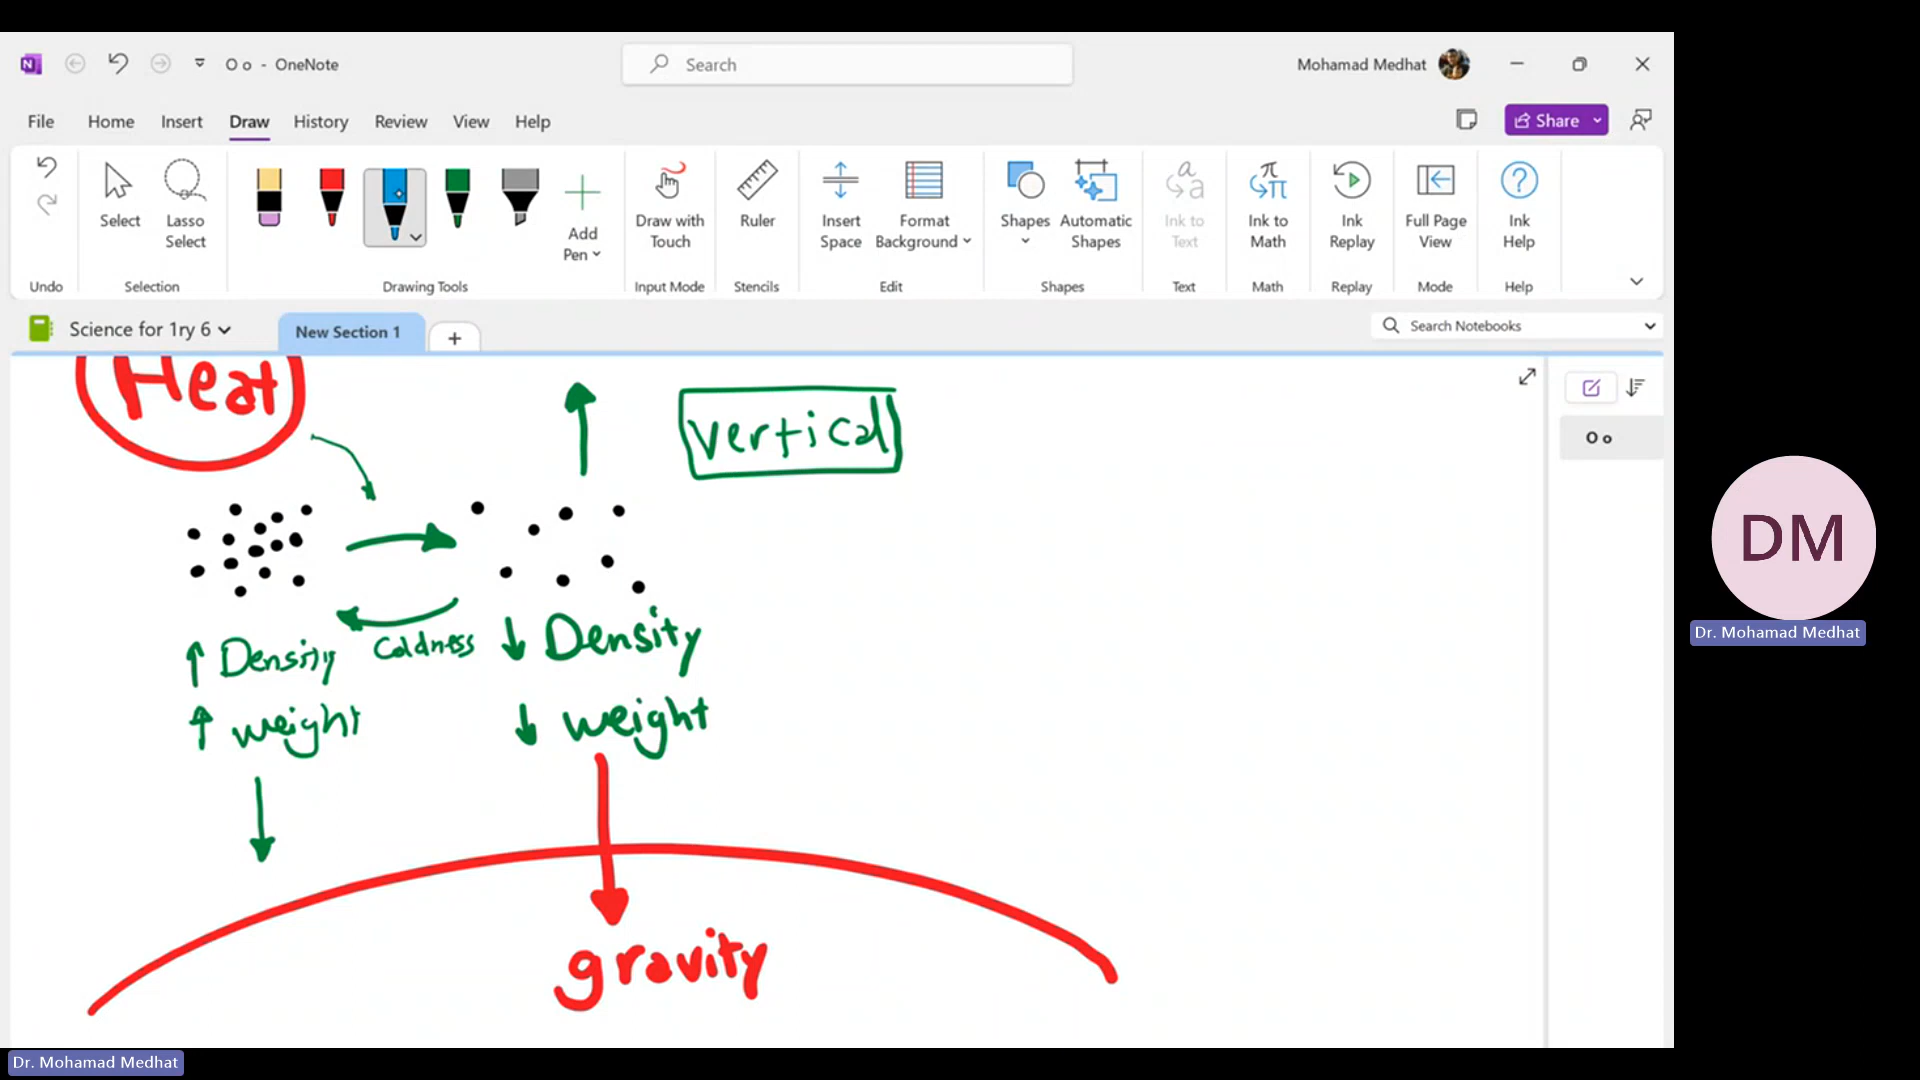 O o - OneNote
Search
Mohamad Medhat
File Home Insert Draw History Review View Help
Share
Select
Lasso Select
Add Pen
Draw with Touch
Ruler
Insert Space
Format Background
Shapes
Automatic Shapes
a
a
Ink to Text
π
π
Ink to Math
Ink Replay
Full Page View
Ink Help
Undo
Selection
Drawing Tools
Input Mode
Stencils
Edit
Shapes
Text
Math
Replay
Mode
Help
Science for 1ry 6
New Section 1
Search Notebooks
O o
Heat
vertical
Coldness
Density
weight
Density
weight
gravity
DM
Dr. Mohamad Medhat
Dr. Mohamad Medhat